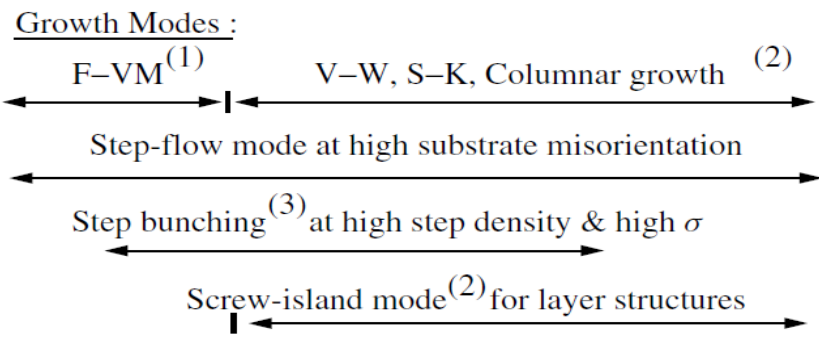 Growth Modes :
F–VM(1) V–W, S–K, Columnar growth (2)
Step-flow mode at high substrate misorientation
Step bunching(3) at high step density & high σ
Screw-island mode(2) for layer structures